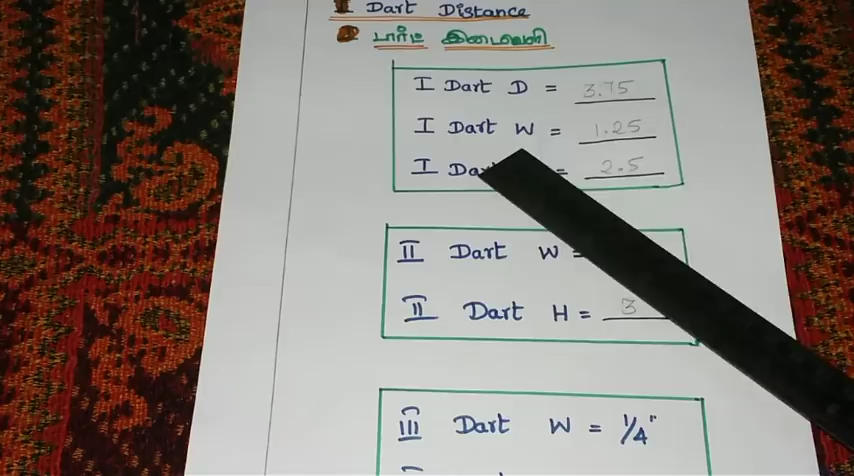 I Dart Distance
டார்ட் இடைவெளி
I Dart D = 3.75
I Dart W = 1.25
I = 2.5
II Dart W =
II Dart H = 3
III Dart W = 1/4"